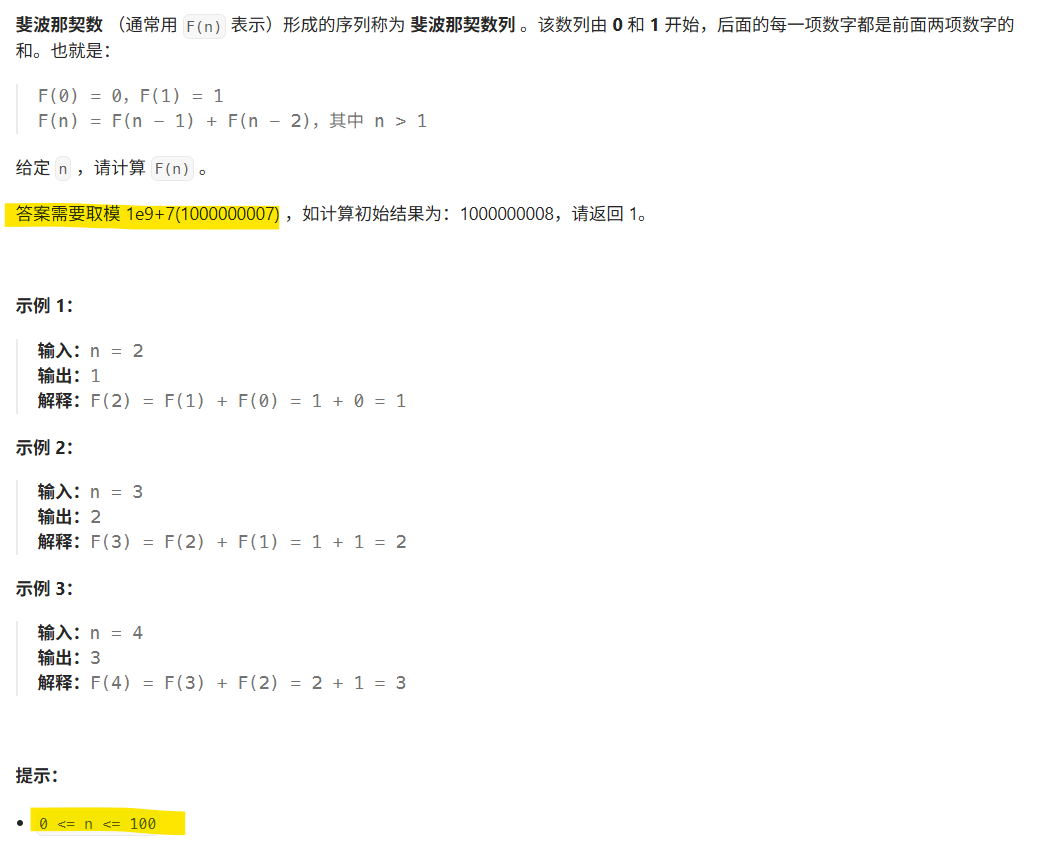 斐波那契数 （通常用 F(n) 表示）形成的序列称为 斐波那契数列 。该数列由 0 和 1 开始，后面的每一项数字都是前面两项数字的
和。也就是：
F(0) = 0，F(1) = 1
F(n) = F(n - 1) + F(n - 2)，其中 n > 1
给定 n ，请计算 F(n) 。
答案需要取模 1e9+7(1000000007) ，如计算初始结果为：1000000008，请返回 1。
示例 1：
输入：n = 2
输出：1
解释：F(2) = F(1) + F(0) = 1 + 0 = 1
示例 2：
输入：n = 3
输出：2
解释：F(3) = F(2) + F(1) = 1 + 1 = 2
示例 3：
输入：n = 4
输出：3
解释：F(4) = F(3) + F(2) = 2 + 1 = 3
提示：
• 0 <= n <= 100